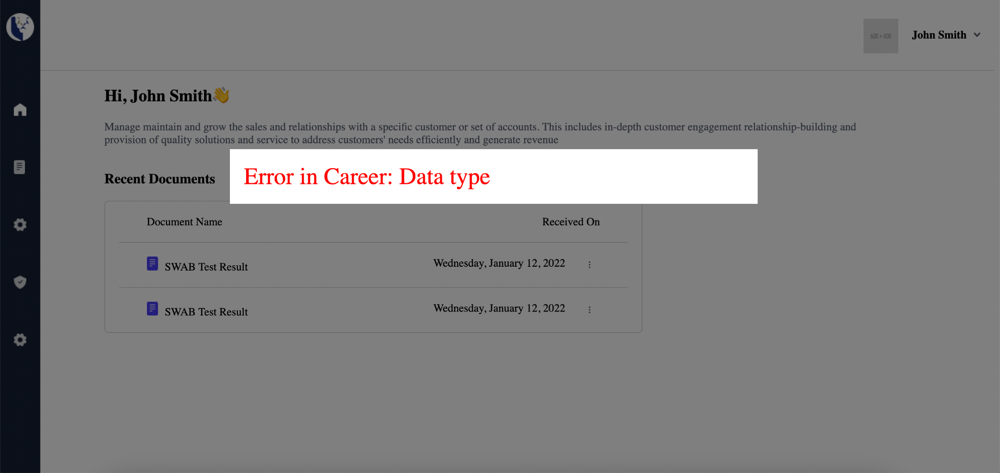 600 × 400
John Smith
Hi, John Smith👋
Manage maintain and grow the sales and relationships with a specific customer or set of accounts. This includes in-depth customer engagement relationship-building and
provision of quality solutions and service to address customers' needs efficiently and generate revenue
Error in Career: Data type
Recent Documents
Document Name Received On
SWAB Test Result Wednesday, January 12, 2022
SWAB Test Result Wednesday, January 12, 2022